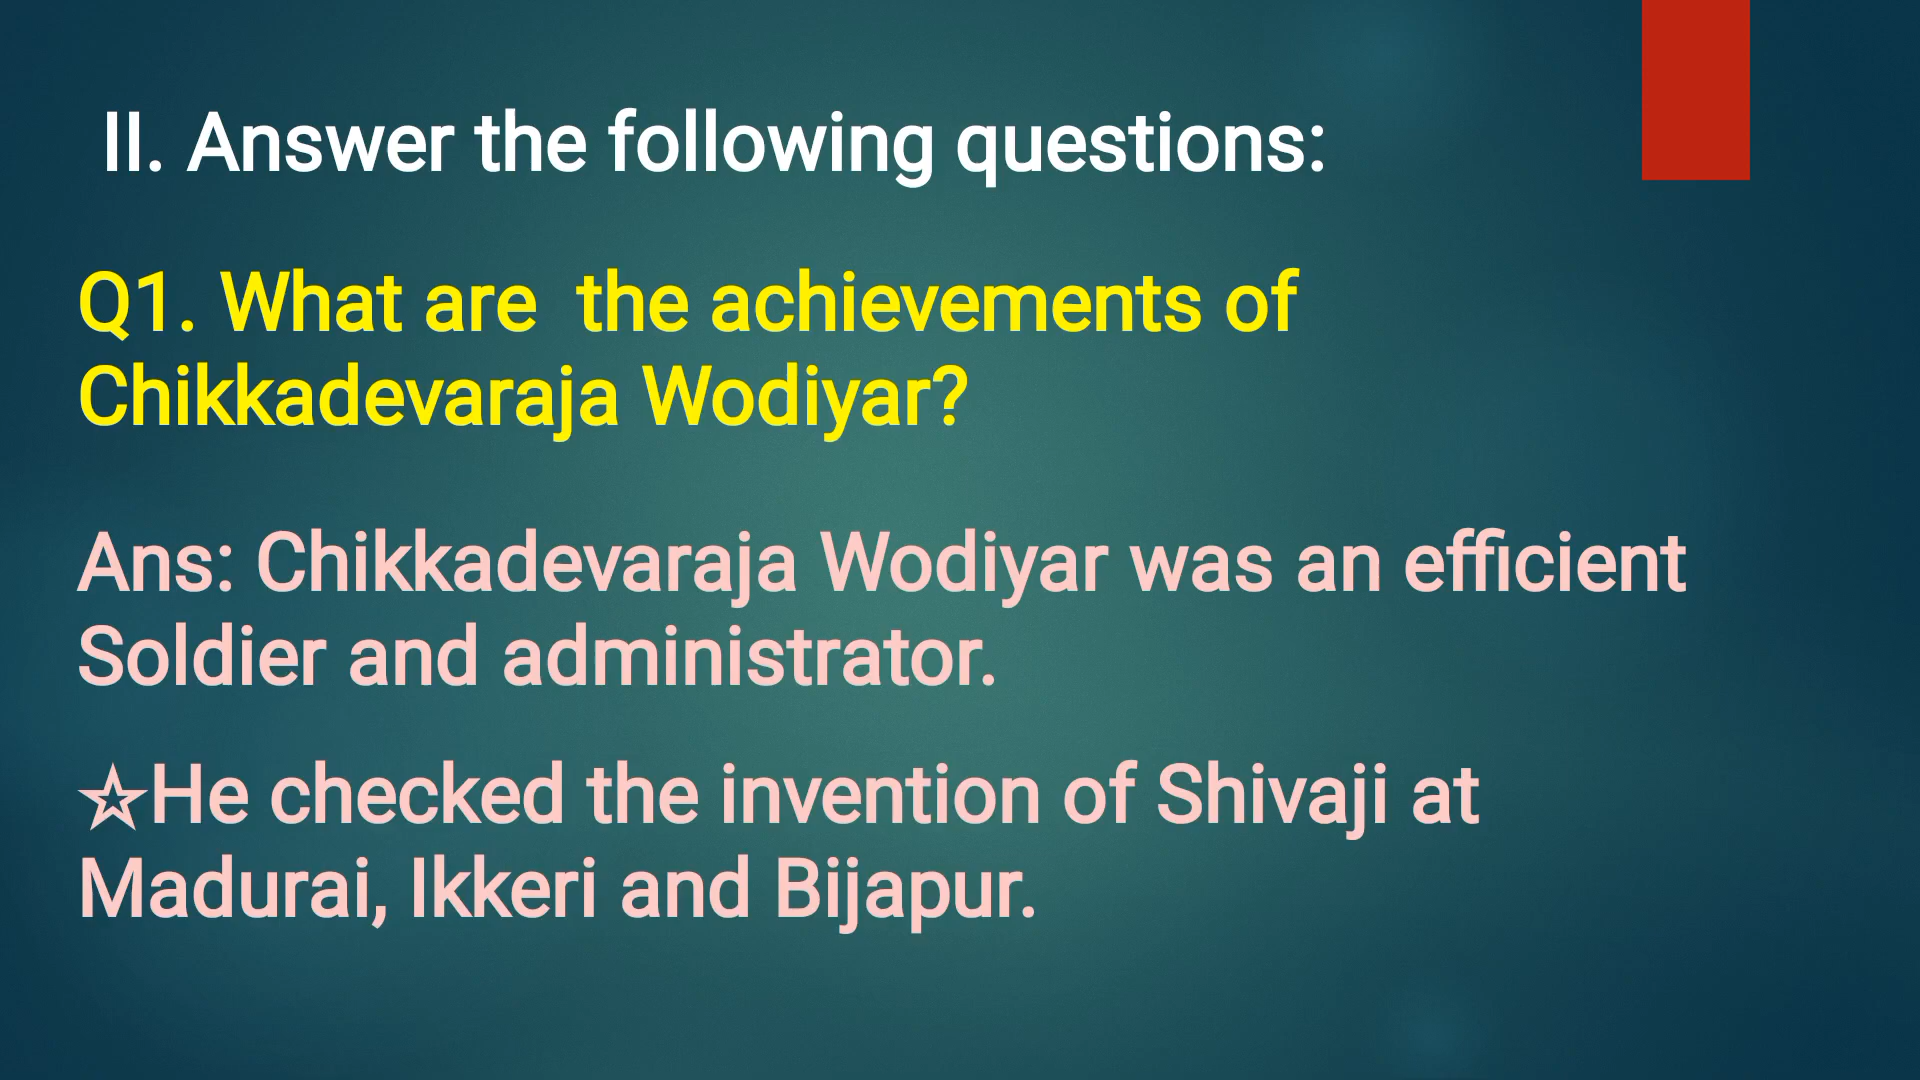 II. Answer the following questions:
Q1. What are  the achievements of
Chikkadevaraja Wodiyar?
Ans: Chikkadevaraja Wodiyar was an efficient
Soldier and administrator.
☆He checked the invention of Shivaji at
Madurai, Ikkeri and Bijapur.